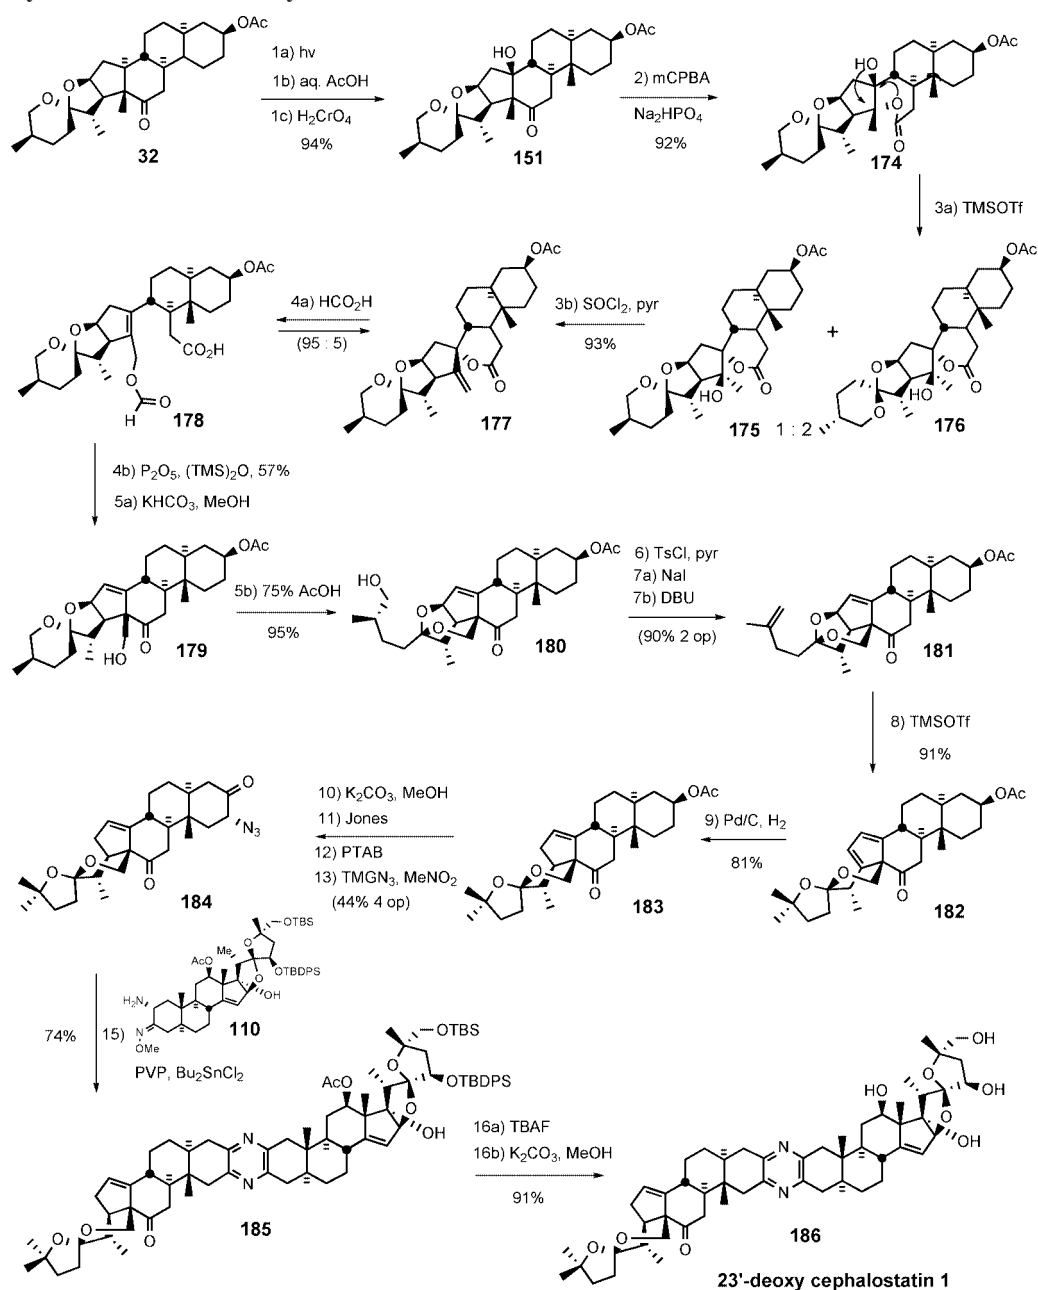 OAc
1a) hν
1b) aq. AcOH
1c) H2CrO4
94%
O
O
O
32
HO
OAc
2) mCPBA
Na2HPO4
92%
O
O
O
151
HO
OAc
O
O
O
O
174
3a) TMSOTf
OAc
4a) HCO2H
(95 : 5)
OAc
3b) SOCl2, pyr
93%
OAc
+
OAc
O
O
CO2H
O
H
O
178
O
O
O
O
177
O
O
O
O
HO
175
1 : 2
O
O
O
O
HO
176
4b) P2O5, (TMS)2O, 57%
5a) KHCO3, MeOH
OAc
5b) 75% AcOH
95%
O
O
O
HO
179
HO
OAc
6) TsCl, pyr
7a) NaI
7b) DBU
(90% 2 op)
O
O
O
180
OAc
O
O
O
181
8) TMSOTf
91%
O
N3
10) K2CO3, MeOH
11) Jones
12) PTAB
13) TMGN3, MeNO2
(44% 4 op)
O
O
O
184
OAc
9) Pd/C, H2
81%
O
O
O
183
OAc
O
O
O
182
74%
15)
OTBS
O
Me
AcO
OTBDPS
O
OH
H2N
N
OMe
110
PVP, Bu2SnCl2
OTBS
O
OTBDPS
AcO
O
OH
N
N
O
O
O
185
16a) TBAF
16b) K2CO3, MeOH
91%
OH
O
HO
OH
O
OH
N
N
O
O
O
186
23'-deoxy cephalostatin 1